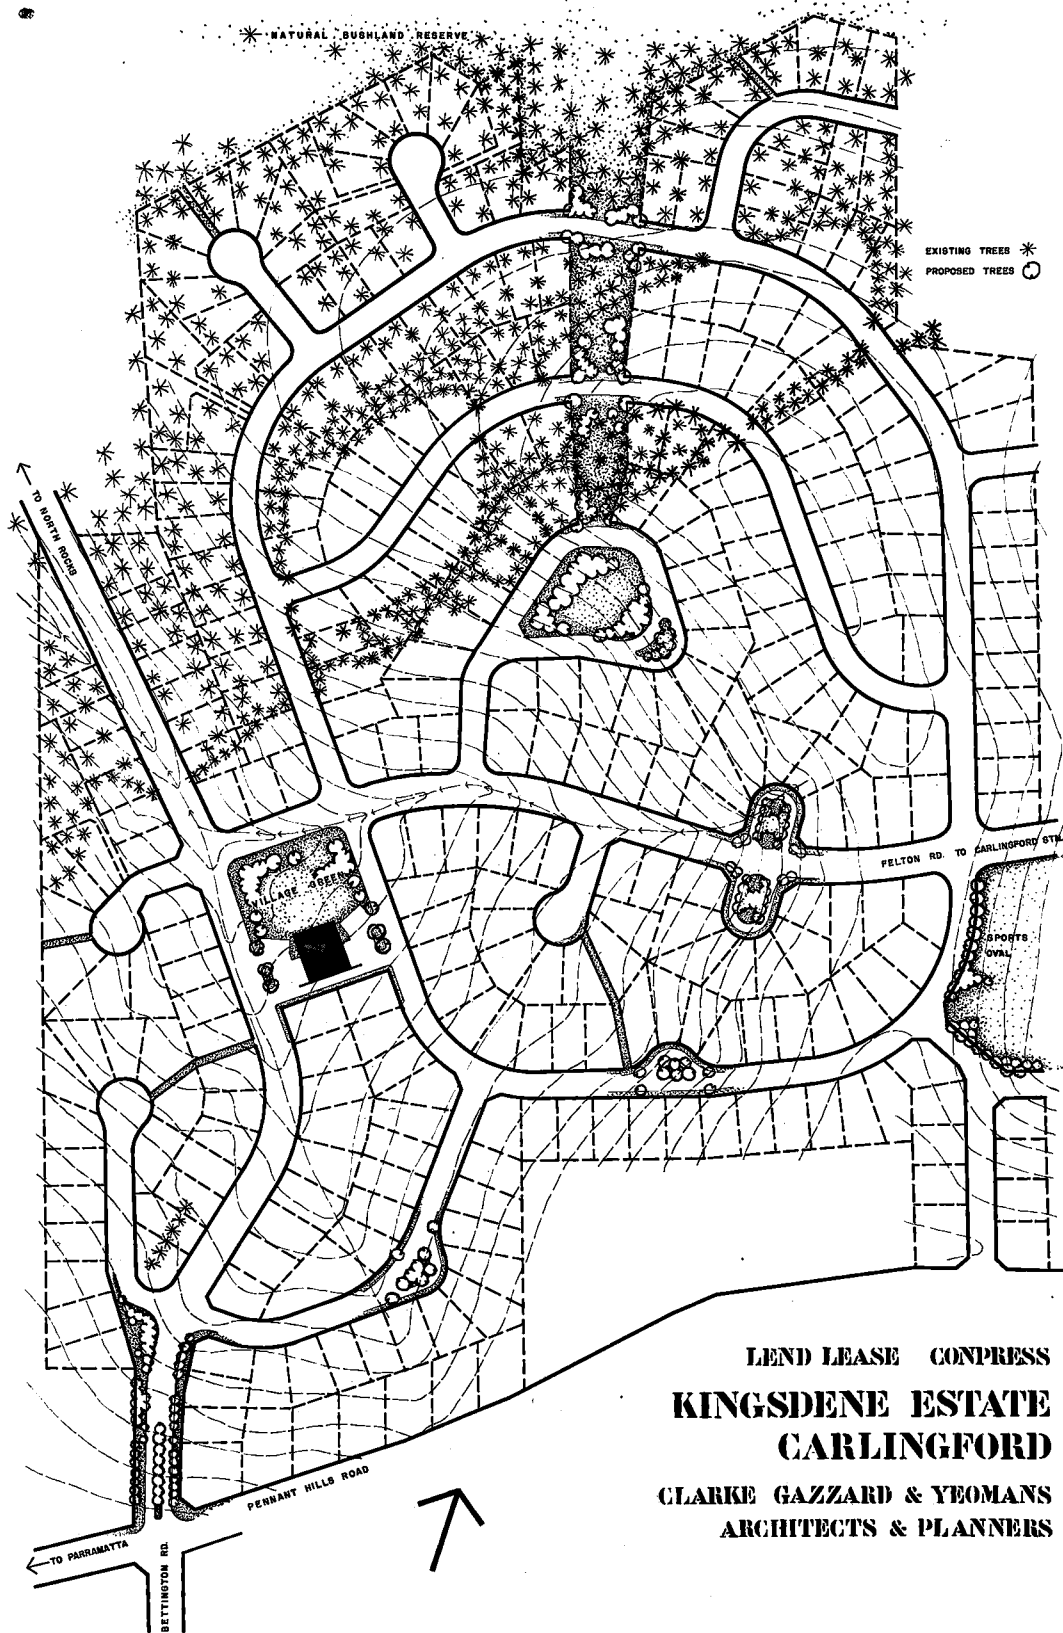 NATURAL BUSHLAND RESERVE
EXISTING TREES
PROPOSED TREES
TO NORTH ROCKS
VILLAGE GREEN
FELTON RD. TO CARLINGFORD STN.
SPORTS
OVAL
LEND LEASE CONPRESS
KINGSDENE ESTATE
CARLINGFORD
CLARKE GAZZARD & YEOMANS
ARCHITECTS & PLANNERS
PENNANT HILLS ROAD
TO PARRAMATTA
BETTINGTON RD.